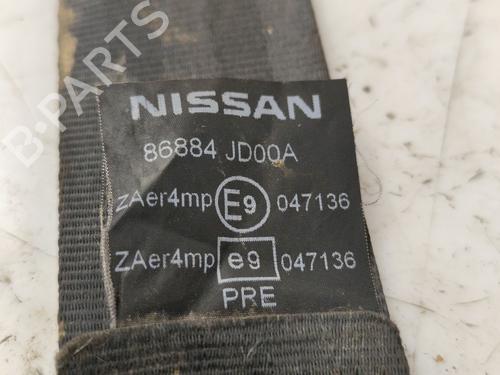 NISSAN
86884 JD00A
ZAer4mp E9 047136
ZAer4mp e9 047136
PRE
B-PARTS